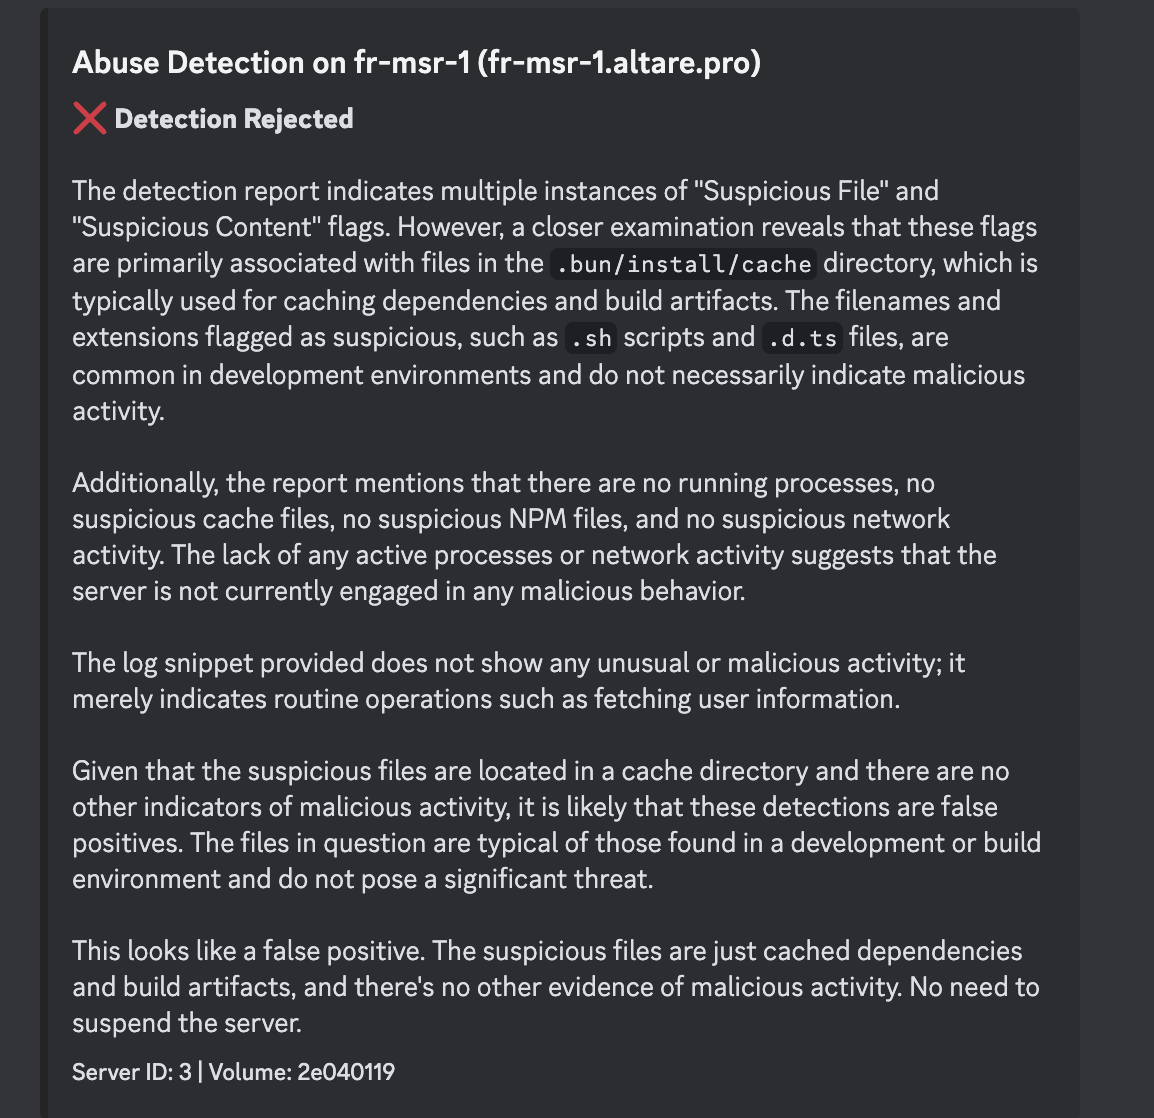 Abuse Detection on fr-msr-1 (fr-msr-1.altare.pro)
❌ Detection Rejected
The detection report indicates multiple instances of "Suspicious File" and
"Suspicious Content" flags. However, a closer examination reveals that these flags
are primarily associated with files in the .bun/install/cache directory, which is
typically used for caching dependencies and build artifacts. The filenames and
extensions flagged as suspicious, such as .sh scripts and .d.ts files, are
common in development environments and do not necessarily indicate malicious
activity.
Additionally, the report mentions that there are no running processes, no
suspicious cache files, no suspicious NPM files, and no suspicious network
activity. The lack of any active processes or network activity suggests that the
server is not currently engaged in any malicious behavior.
The log snippet provided does not show any unusual or malicious activity; it
merely indicates routine operations such as fetching user information.
Given that the suspicious files are located in a cache directory and there are no
other indicators of malicious activity, it is likely that these detections are false
positives. The files in question are typical of those found in a development or build
environment and do not pose a significant threat.
This looks like a false positive. The suspicious files are just cached dependencies
and build artifacts, and there's no other evidence of malicious activity. No need to
suspend the server.
Server ID: 3 | Volume: 2e040119